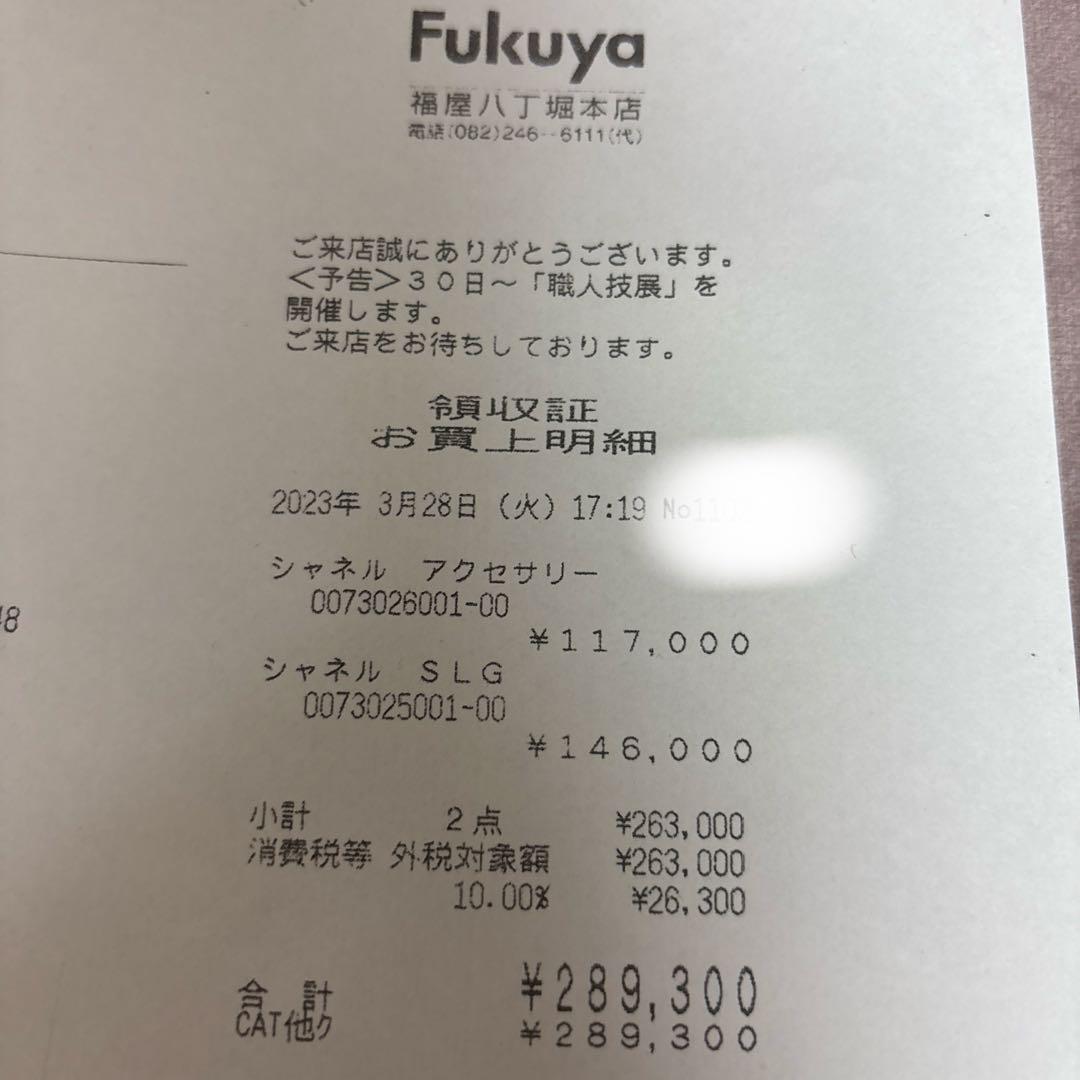 Fukuya
福屋八丁堀本店
電話(082)246-6111(代)
ご来店誠にありがとうございます。
＜予告＞３０日～「職人技展」を
開催します。
ご来店をお待ちしております。
領収証
お買上明細
2023年 3月28日 (火) 17:19 No11
シャネル アクセサリー
0073026001-00
¥117,000
シャネル ＳＬＧ
0073025001-00
¥146,000
48
小計 2点 ¥263,000
消費税等 外税対象額 ¥263,000
10.00% ¥26,300
合計 ¥289,300
CAT他ク ¥289,300